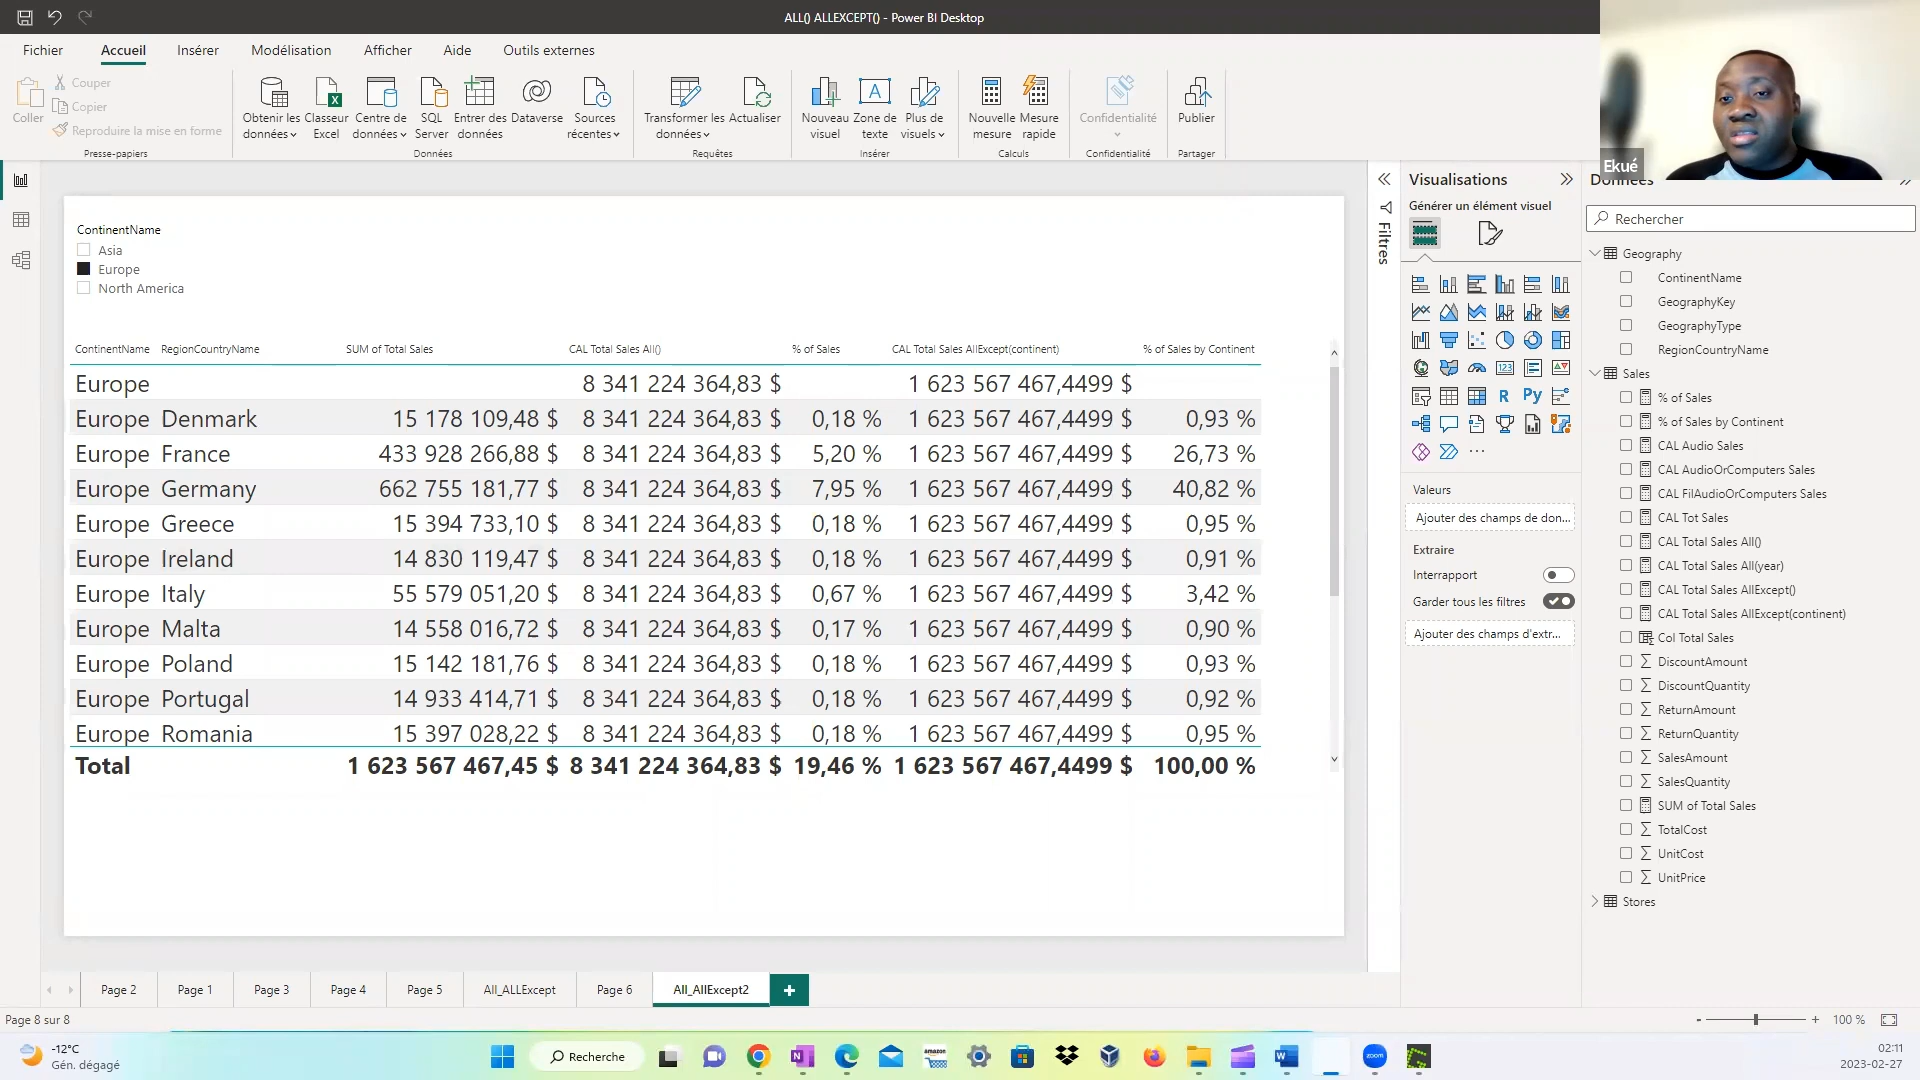 ALL() ALLEXCEPT() - Power BI Desktop
Fichier Accueil Insérer Modélisation Afficher Aide Outils externes
Coller
Couper
Copier
Reproduire la mise en forme
Presse-papiers
Obtenir les données
Classeur Excel
Centre de données
SQL Server
Entrer des données
Dataverse
Sources récentes
Données
Transformer les données
Actualiser
Requêtes
Nouveau visuel
Zone de texte
Plus de visuels
Insérer
Nouvelle mesure
Mesure rapide
Calculs
Confidentialité
Confidentialité
Publier
Partager
Ekué
ContinentName
Asia
Europe
North America
ContinentName RegionCountryName SUM of Total Sales CAL Total Sales All() % of Sales CAL Total Sales AllExcept(continent) % of Sales by Continent
Europe 8 341 224 364,83 $ 1 623 567 467,4499 $
Europe Denmark 15 178 109,48 $ 8 341 224 364,83 $ 0,18 % 1 623 567 467,4499 $ 0,93 %
Europe France 433 928 266,88 $ 8 341 224 364,83 $ 5,20 % 1 623 567 467,4499 $ 26,73 %
Europe Germany 662 755 181,77 $ 8 341 224 364,83 $ 7,95 % 1 623 567 467,4499 $ 40,82 %
Europe Greece 15 394 733,10 $ 8 341 224 364,83 $ 0,18 % 1 623 567 467,4499 $ 0,95 %
Europe Ireland 14 830 119,47 $ 8 341 224 364,83 $ 0,18 % 1 623 567 467,4499 $ 0,91 %
Europe Italy 55 579 051,20 $ 8 341 224 364,83 $ 0,67 % 1 623 567 467,4499 $ 3,42 %
Europe Malta 14 558 016,72 $ 8 341 224 364,83 $ 0,17 % 1 623 567 467,4499 $ 0,90 %
Europe Poland 15 142 181,76 $ 8 341 224 364,83 $ 0,18 % 1 623 567 467,4499 $ 0,93 %
Europe Portugal 14 933 414,71 $ 8 341 224 364,83 $ 0,18 % 1 623 567 467,4499 $ 0,92 %
Europe Romania 15 397 028,22 $ 8 341 224 364,83 $ 0,18 % 1 623 567 467,4499 $ 0,95 %
Total 1 623 567 467,45 $ 8 341 224 364,83 $ 19,46 % 1 623 567 467,4499 $ 100,00 %
Filtres
Visualisations
Générer un élément visuel
123
R Py
Valeurs
Ajouter des champs de don...
Extraire
Interrapport
Garder tous les filtres
Ajouter des champs d'extr...
Données
Rechercher
Geography
ContinentName
GeographyKey
GeographyType
RegionCountryName
Sales
% of Sales
% of Sales by Continent
CAL Audio Sales
CAL AudioOrComputers Sales
CAL FilAudioOrComputers Sales
CAL Tot Sales
CAL Total Sales All()
CAL Total Sales All(year)
CAL Total Sales AllExcept()
CAL Total Sales AllExcept(continent)
Col Total Sales
DiscountAmount
DiscountQuantity
ReturnAmount
ReturnQuantity
SalesAmount
SalesQuantity
SUM of Total Sales
TotalCost
UnitCost
UnitPrice
Stores
Page 2 Page 1 Page 3 Page 4 Page 5 All_ALLExcept Page 6 All_AllExcept2 +
Page 8 sur 8
- + 100 %
-12°C
Gén. dégagé
Recherche
amazon
zoom
02:11
2023-02-27